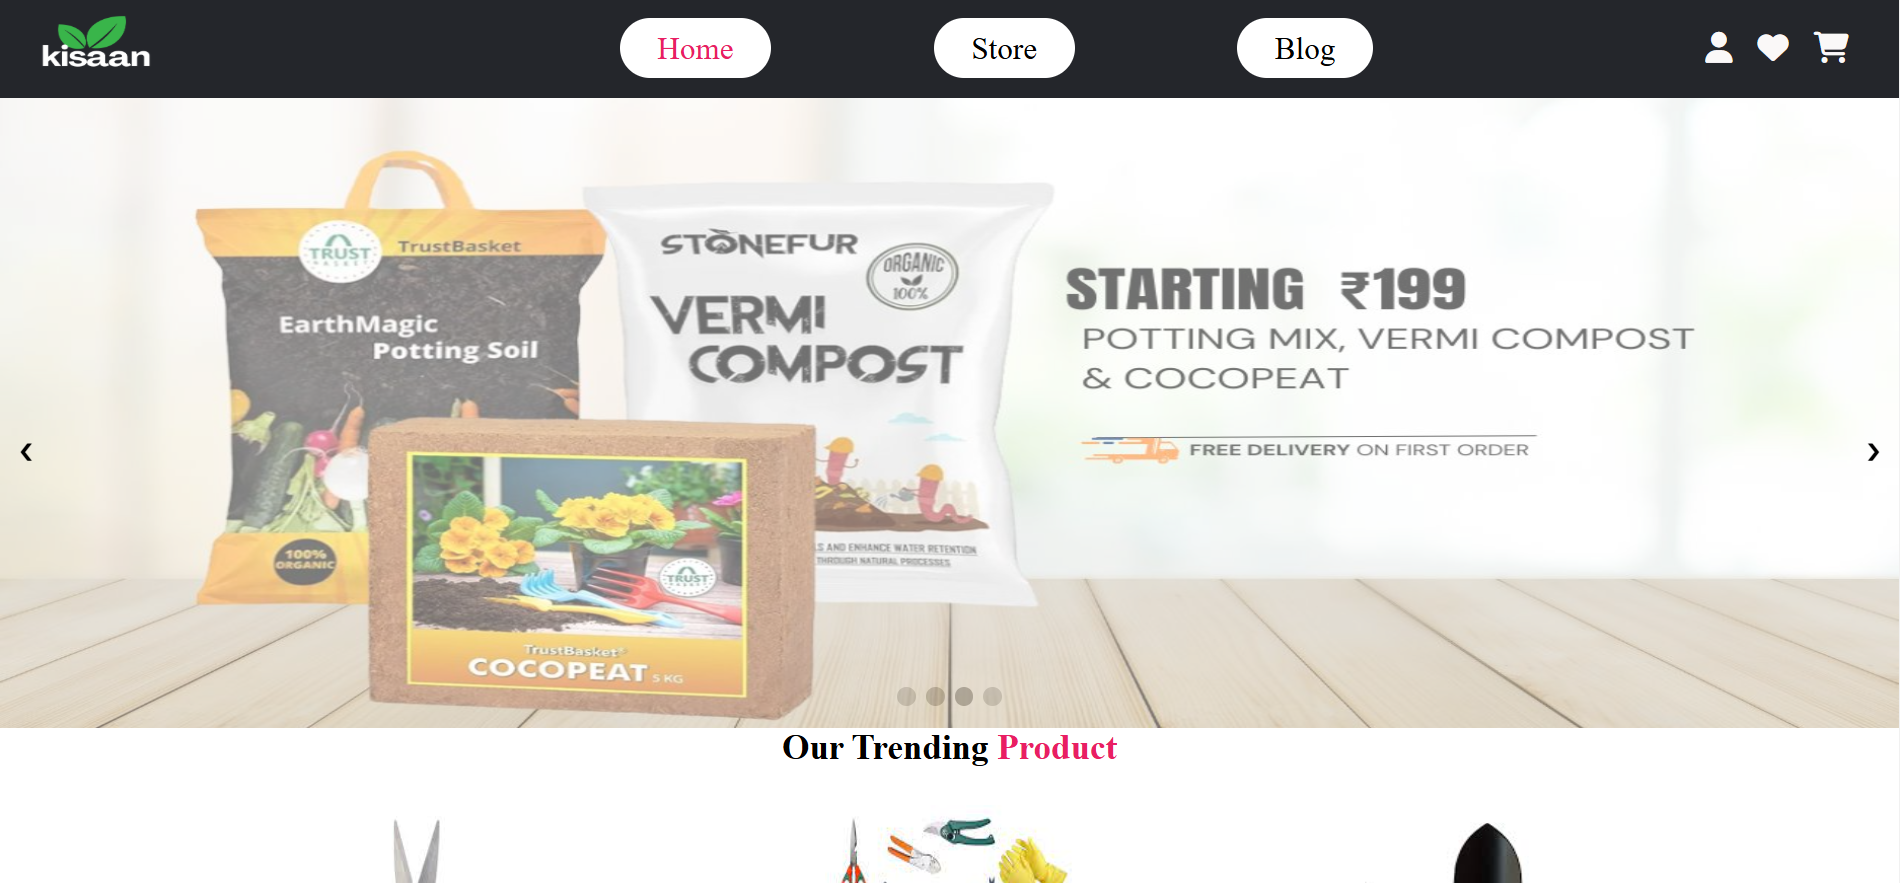 kisaan
Home
Store
Blog
TRUST
BASKET
TrustBasket
EarthMagic
Potting Soil
100%
ORGANIC
STONEFUR
ORGANIC
100%
VERMI
COMPOST
LS AND ENHANCE WATER RETENTION
THROUGH NATURAL PROCESSES
TRUST
TrustBasket
COCOPEAT 5 KG
STARTING ₹199
POTTING MIX, VERMI COMPOST
& COCOPEAT
FREE DELIVERY ON FIRST ORDER
❮
❯
Our Trending Product